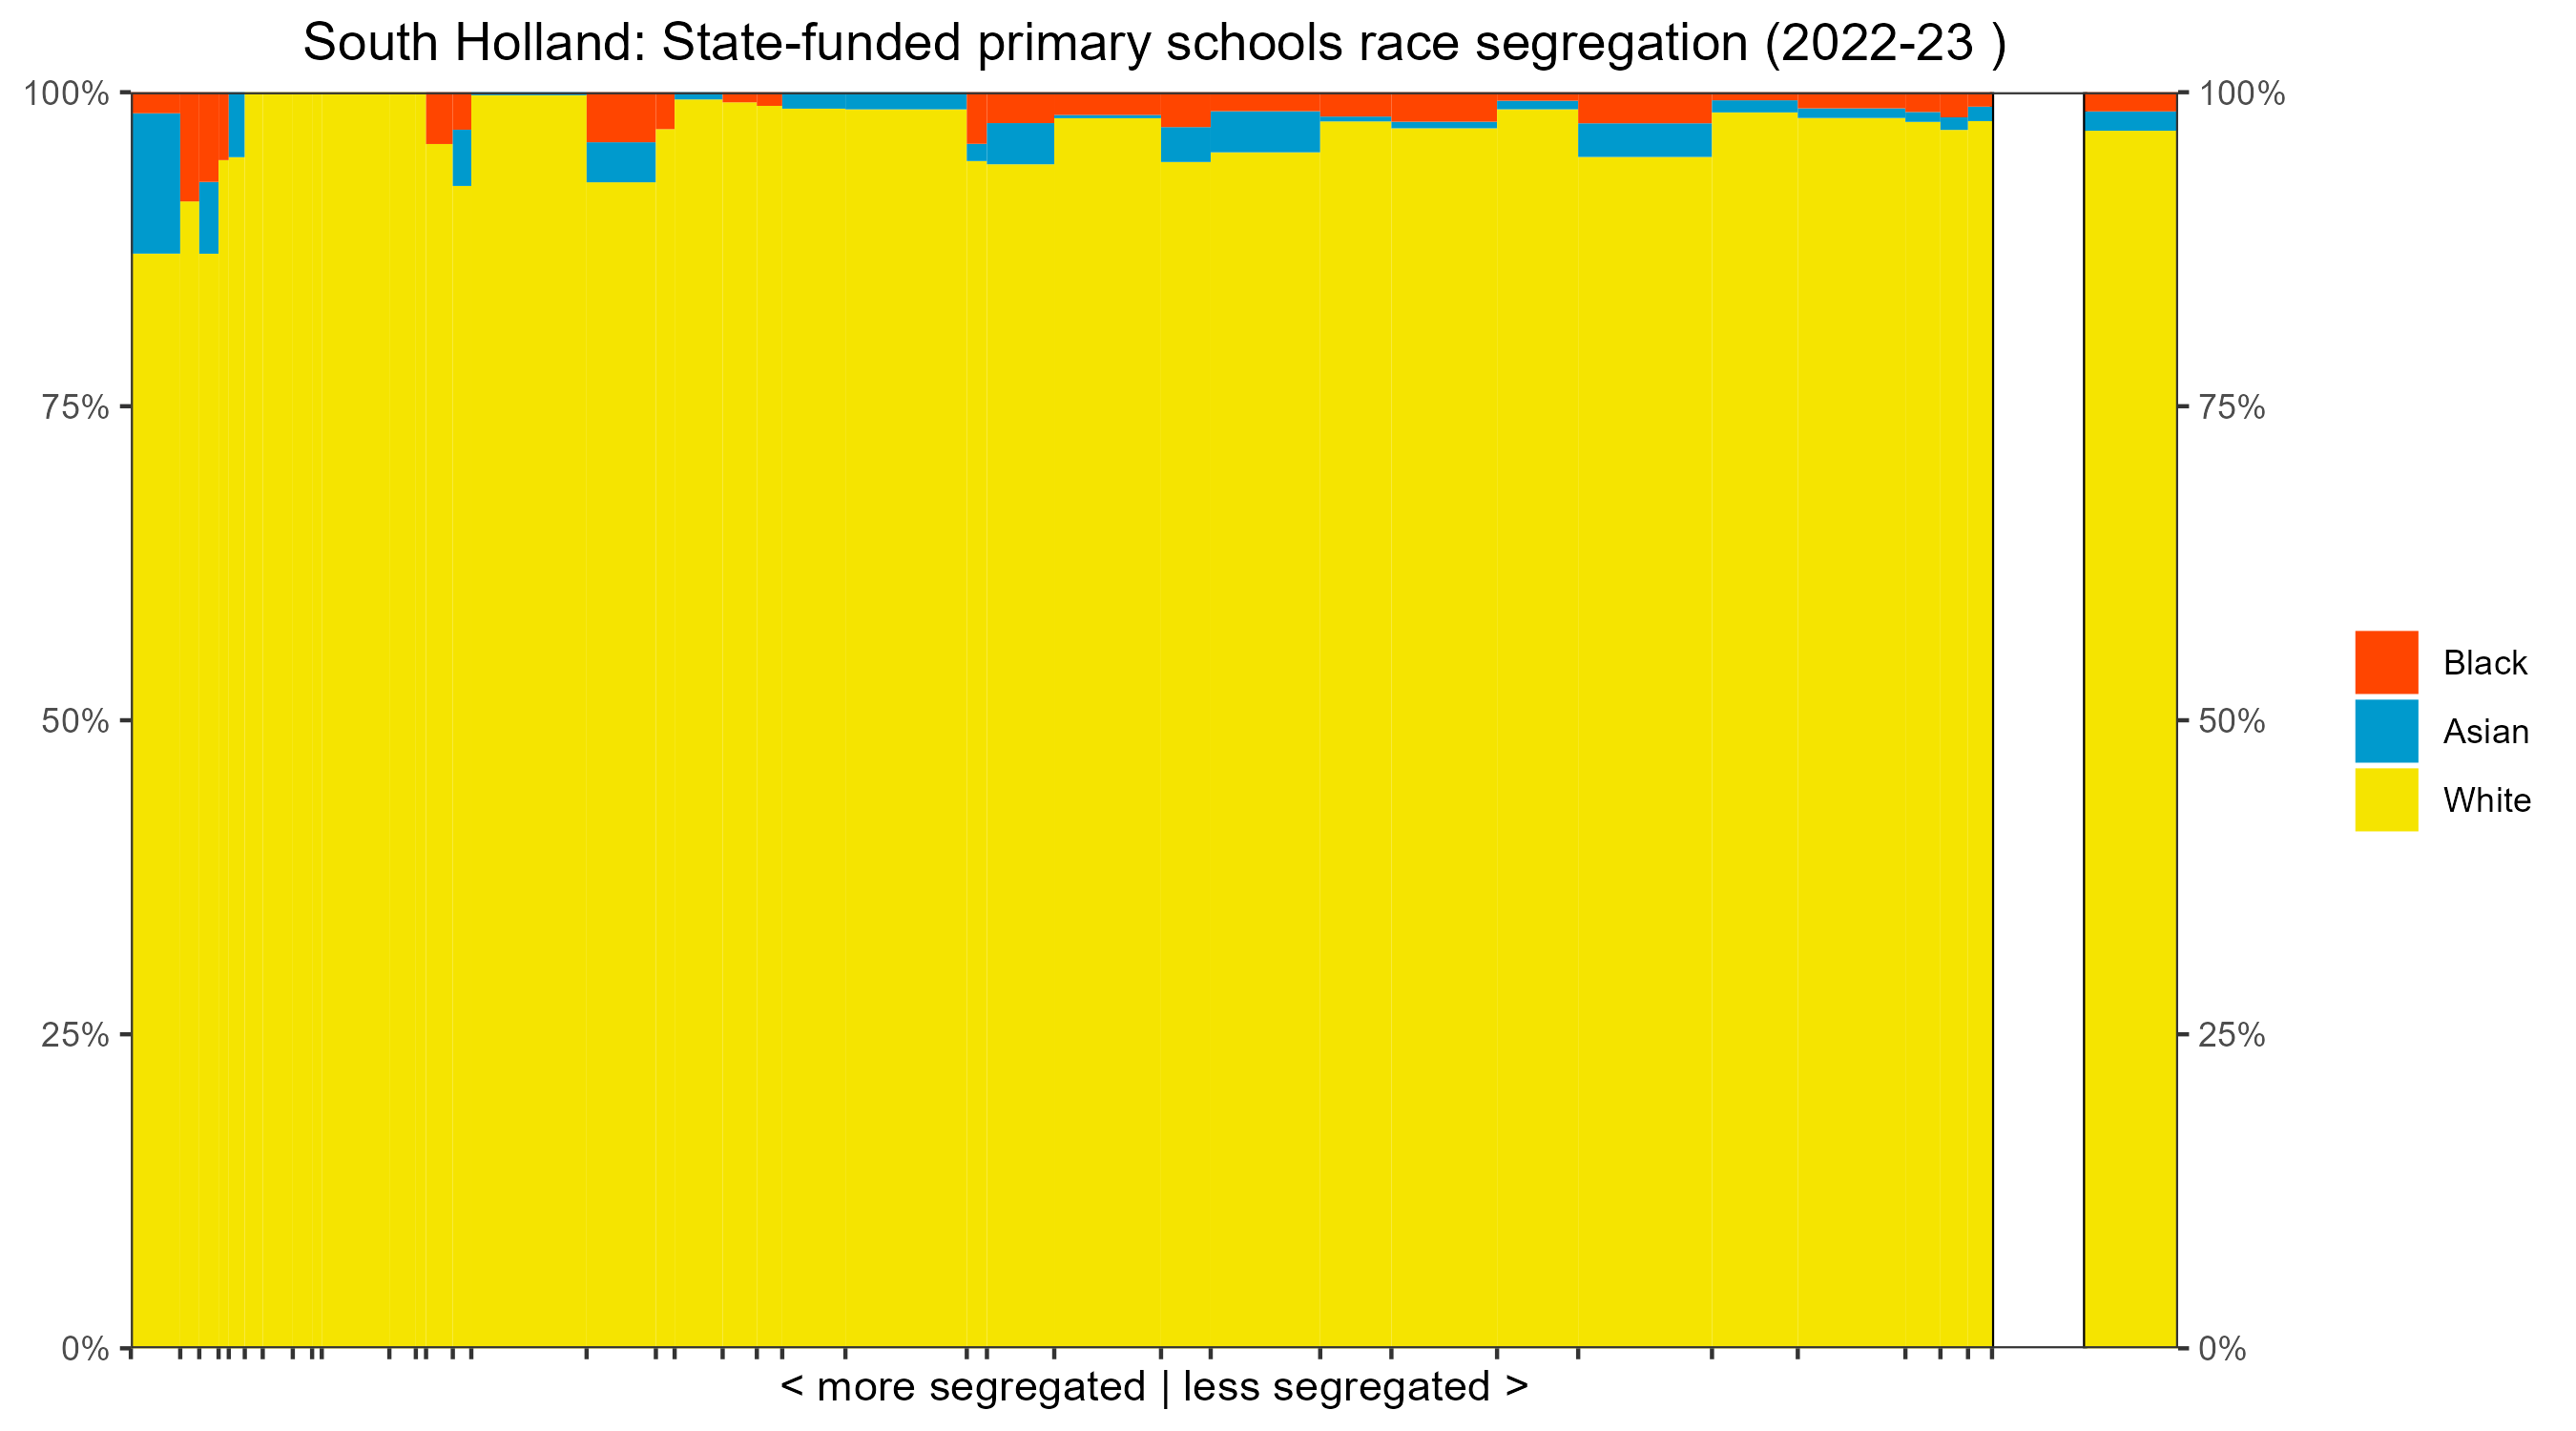 South Holland: State-funded primary schools race segregation (2022-23 )
100%
75%
50%
25%
0%
100%
75%
50%
25%
0%
Black
Asian
White
< more segregated | less segregated >